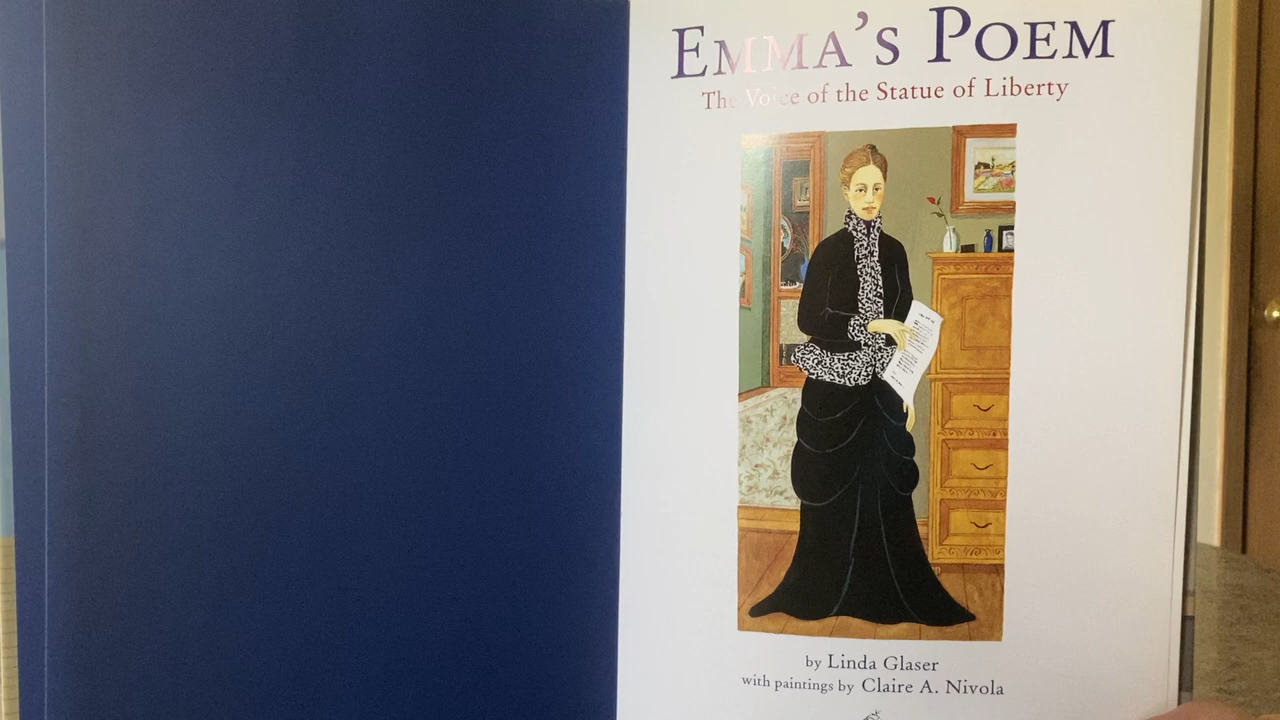 EMMA'S POEM
The Voice of the Statue of Liberty
by Linda Glaser
with paintings by Claire A. Nivola